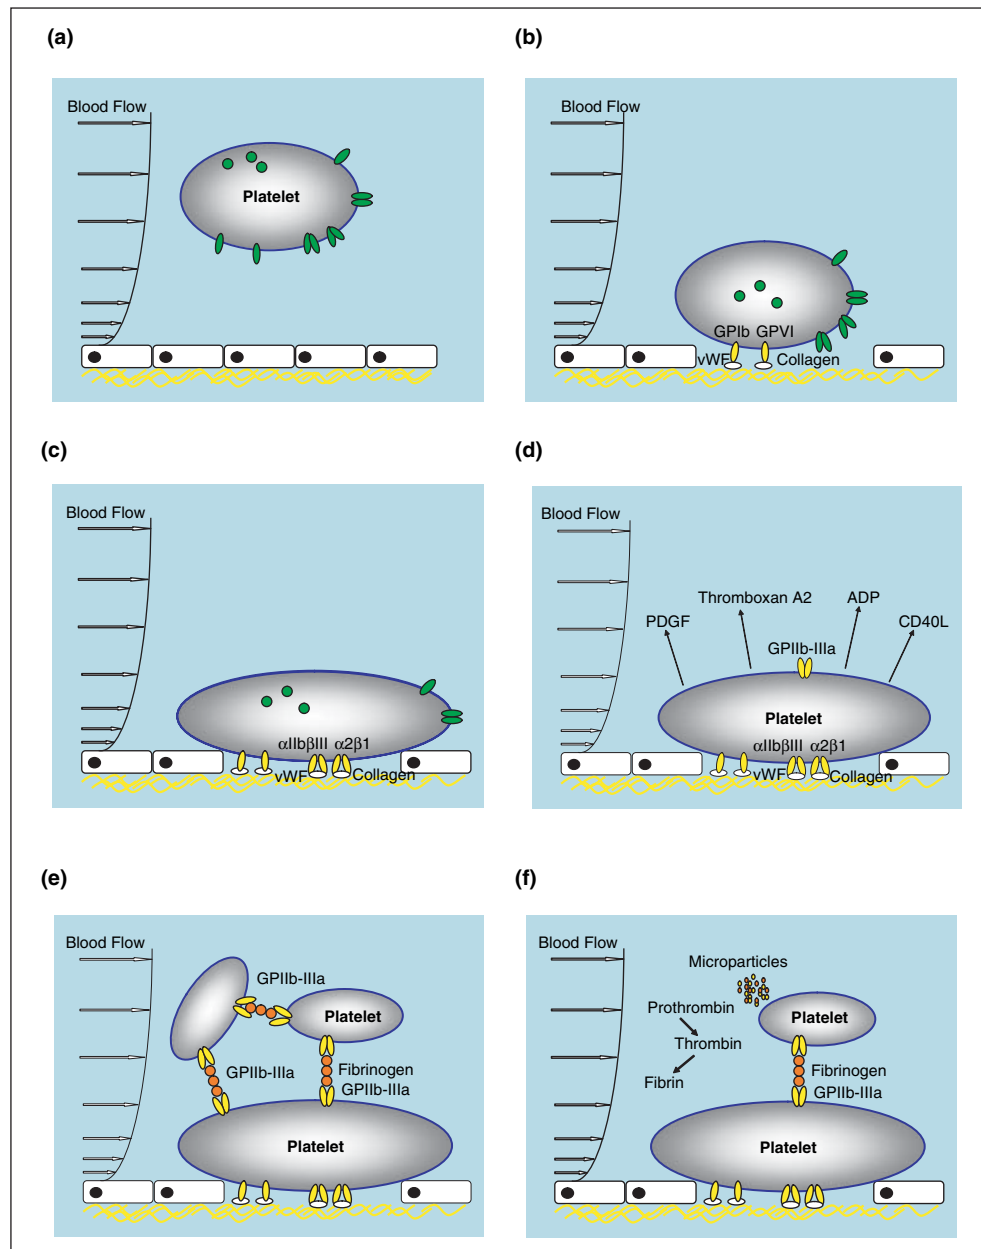 (a)
Blood Flow
Platelet
(b)
Blood Flow
GPIb GPVI
vWF Collagen
(c)
Blood Flow
αIIbβIII α2β1
vWF Collagen
(d)
Blood Flow
Thromboxan A2 ADP
PDGF CD40L
GPIIb-IIIa
Platelet
αIIbβIII α2β1
vWF Collagen
(e)
Blood Flow
GPIIb-IIIa
Platelet
GPIIb-IIIa Fibrinogen
GPIIb-IIIa
Platelet
(f)
Blood Flow
Microparticles
Prothrombin
Platelet
Thrombin
Fibrin Fibrinogen
GPIIb-IIIa
Platelet